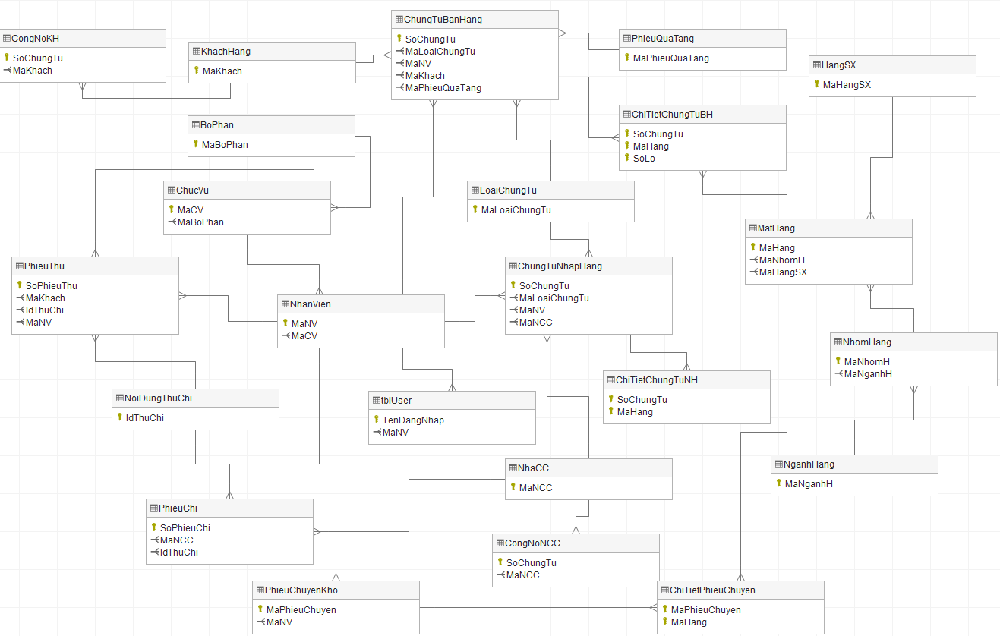 ChungTuBanHang
SoChungTu
MaLoaiChungTu
MaNV
MaKhach
MaPhieuQuaTang
CongNoKH
SoChungTu
MaKhach
KhachHang
MaKhach
PhieuQuaTang
MaPhieuQuaTang
HangSX
MaHangSX
BoPhan
MaBoPhan
ChiTietChungTuBH
SoChungTu
MaHang
SoLo
ChucVu
MaCV
MaBoPhan
LoaiChungTu
MaLoaiChungTu
MatHang
MaHang
MaNhomH
MaHangSX
PhieuThu
SoPhieuThu
MaKhach
IdThuChi
MaNV
ChungTuNhapHang
SoChungTu
MaLoaiChungTu
MaNV
MaNCC
NhanVien
MaNV
MaCV
NhomHang
MaNhomH
MaNganhH
ChiTietChungTuNH
SoChungTu
MaHang
NoiDungThuChi
IdThuChi
tblUser
TenDangNhap
MaNV
NganhHang
MaNganhH
NhaCC
MaNCC
PhieuChi
SoPhieuChi
MaNCC
IdThuChi
CongNoNCC
SoChungTu
MaNCC
PhieuChuyenKho
MaPhieuChuyen
MaNV
ChiTietPhieuChuyen
MaPhieuChuyen
MaHang